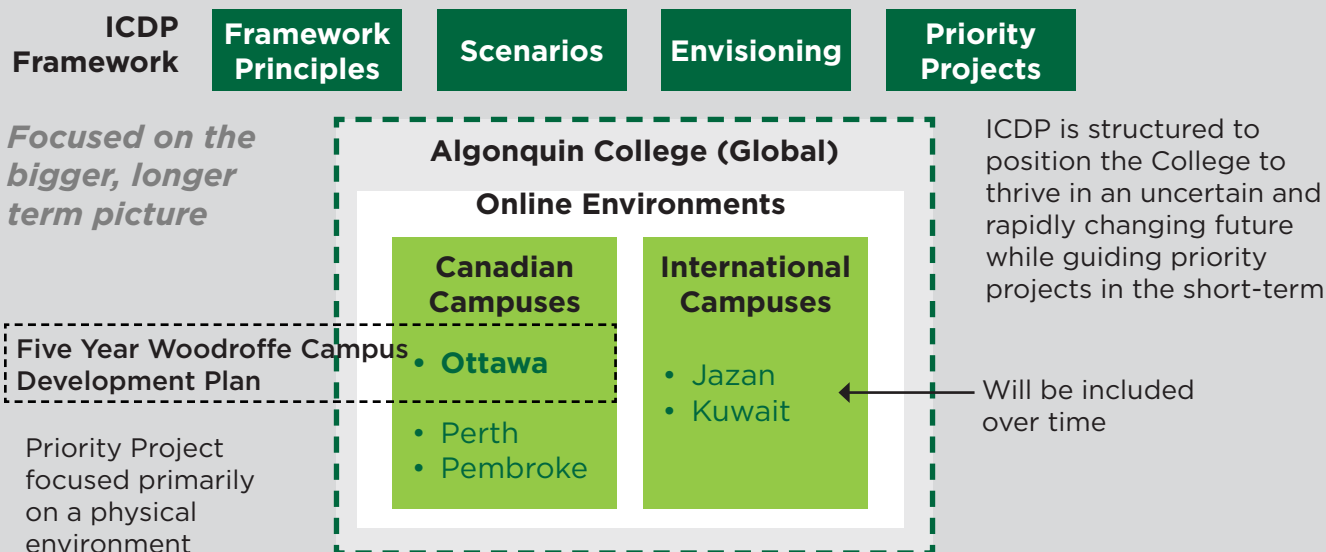 ICDP
Framework
Framework
Principles
Scenarios
Envisioning
Priority
Projects
Focused on the
bigger, longer
term picture
Algonquin College (Global)
Online Environments
Canadian
Campuses
International
Campuses
ICDP is structured to
position the College to
thrive in an uncertain and
rapidly changing future
while guiding priority
projects in the short-term
Five Year Woodroffe Campus
Development Plan
• Ottawa
• Perth
• Pembroke
• Jazan
• Kuwait
Will be included
over time
Priority Project
focused primarily
on a physical
environment